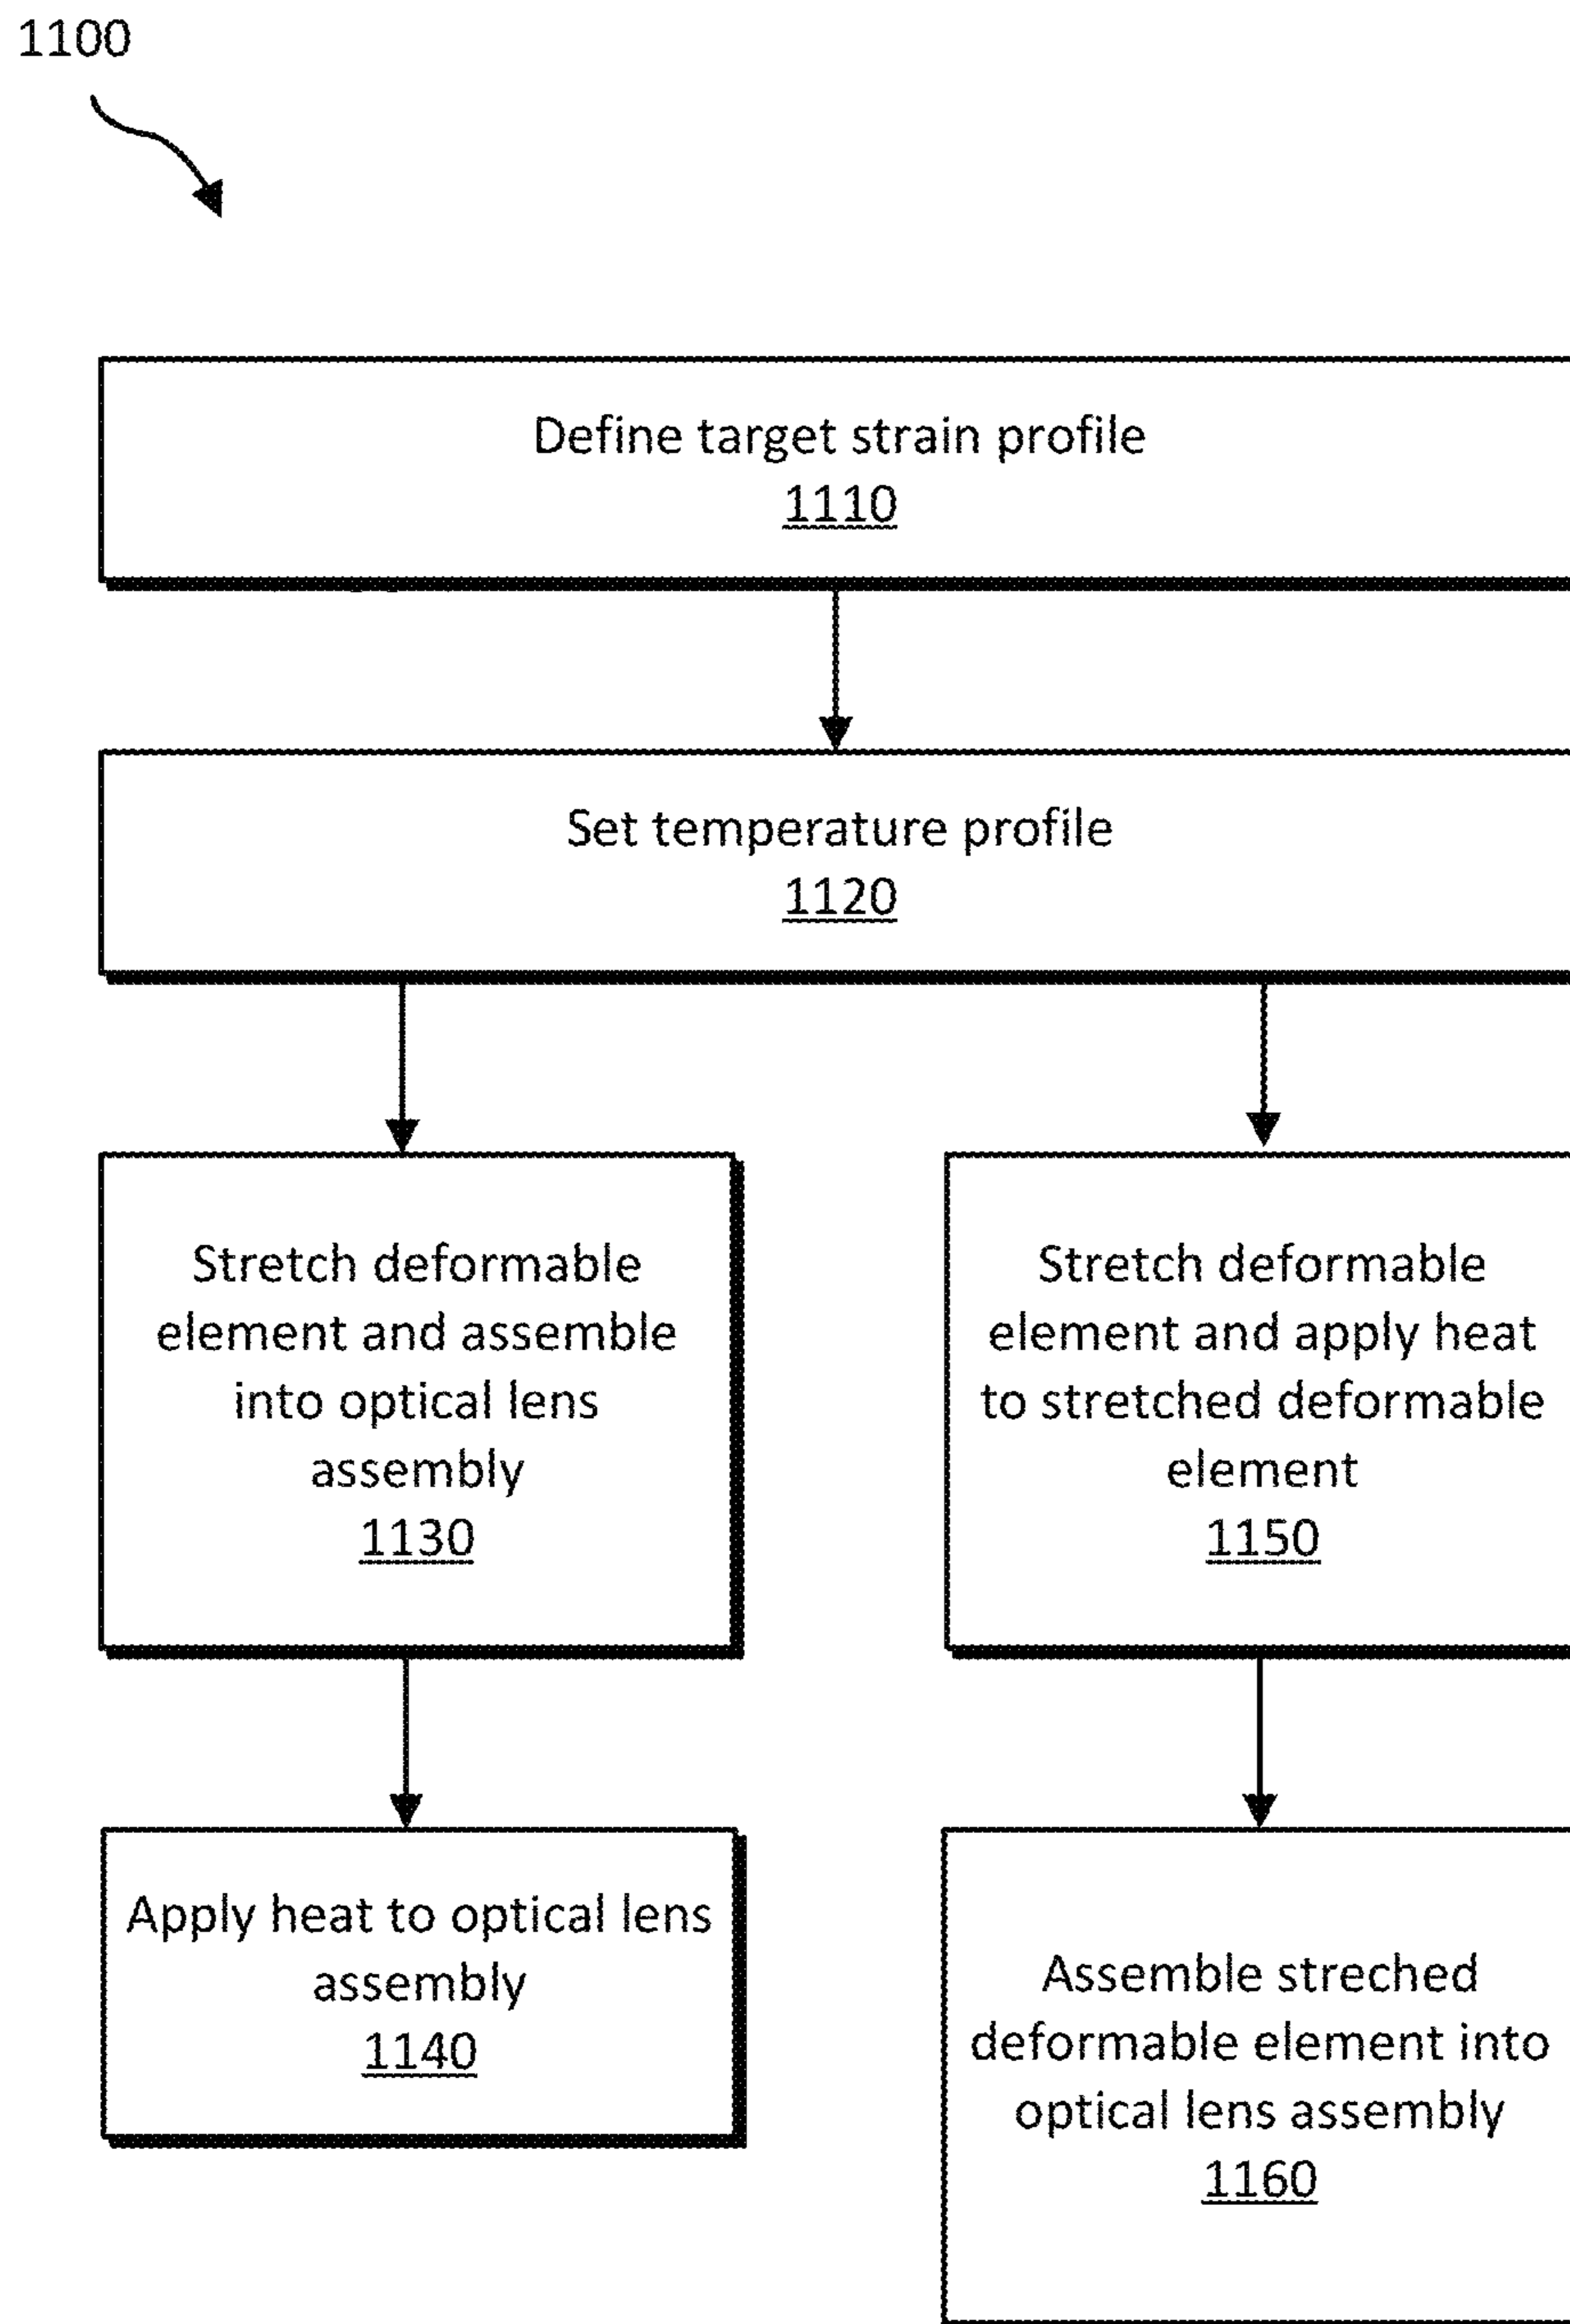 1100
Define target strain profile
1110
Set temperature profile
1120
Stretch deformable
element and assemble
into optical lens
assembly
1130
Stretch deformable
element and apply heat
to stretched deformable
element
1150
Apply heat to optical lens
assembly
1140
Assemble streched
deformable element into
optical lens assembly
1160